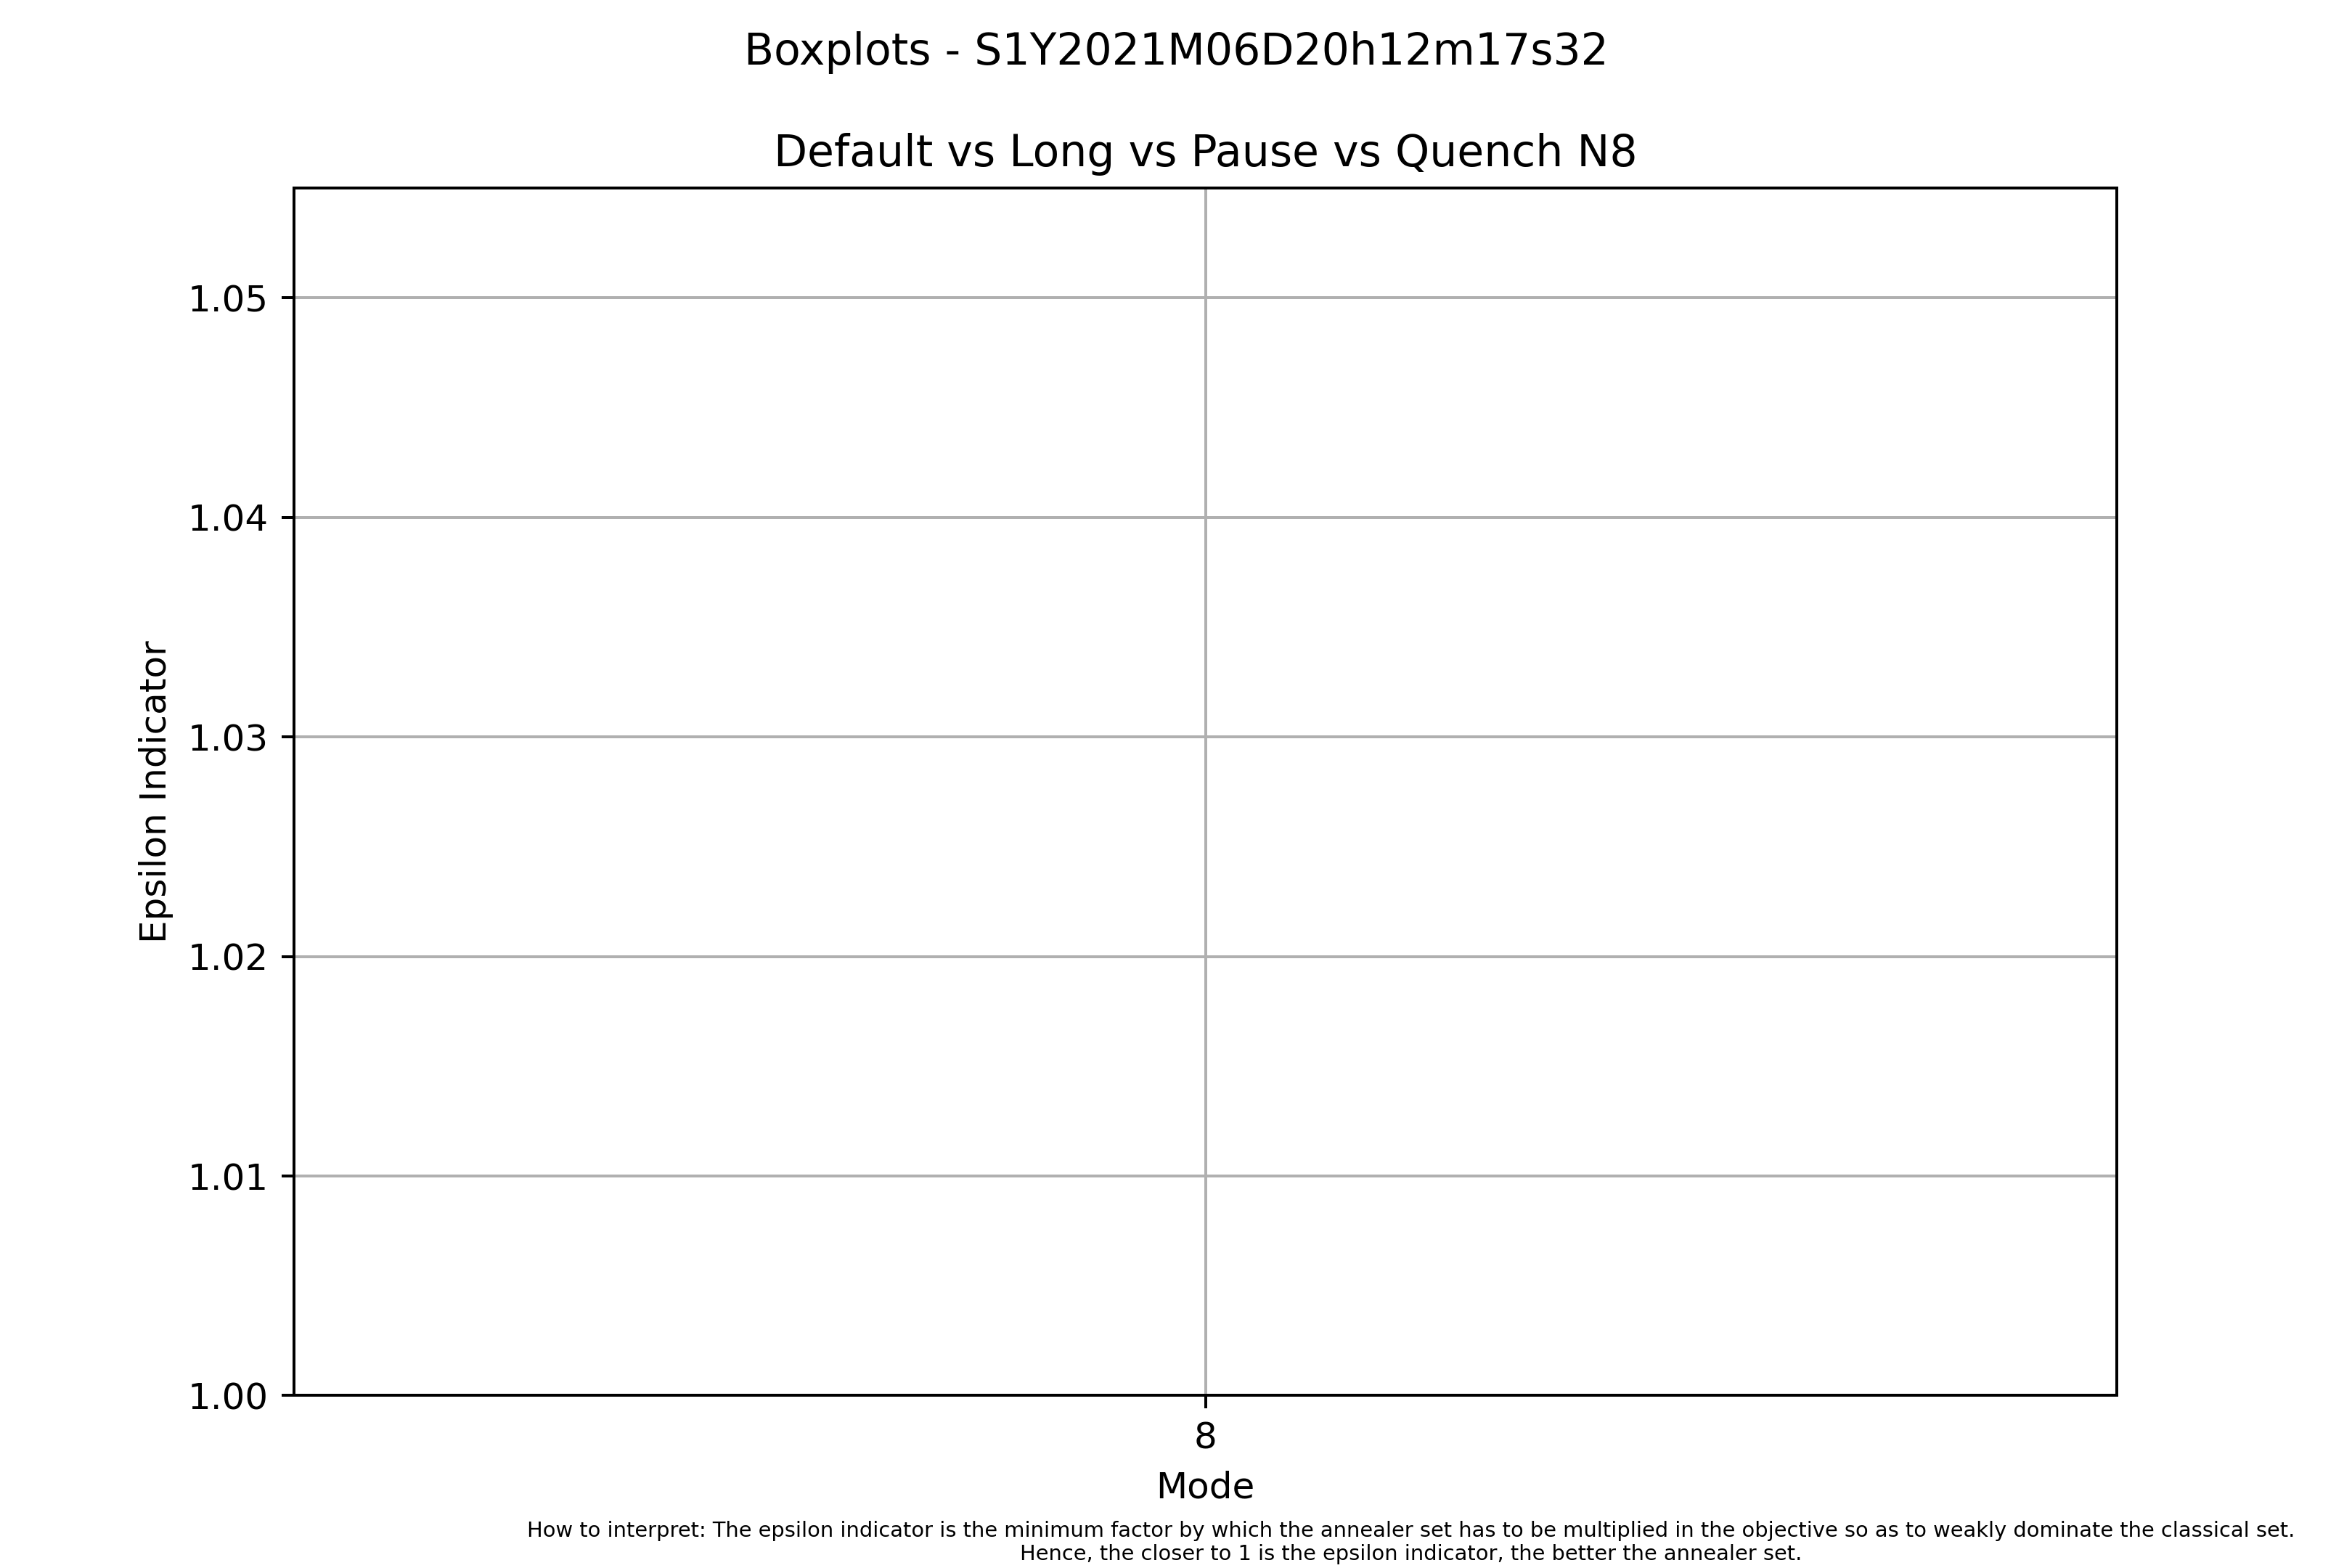 Boxplots - S1Y2021M06D20h12m17s32
Default vs Long vs Pause vs Quench N8
1.05
1.04
1.03
1.02
1.01
1.00
Epsilon Indicator
8
Mode
How to interpret: The epsilon indicator is the minimum factor by which the annealer set has to be multiplied in the objective so as to weakly dominate the classical set.
Hence, the closer to 1 is the epsilon indicator, the better the annealer set.